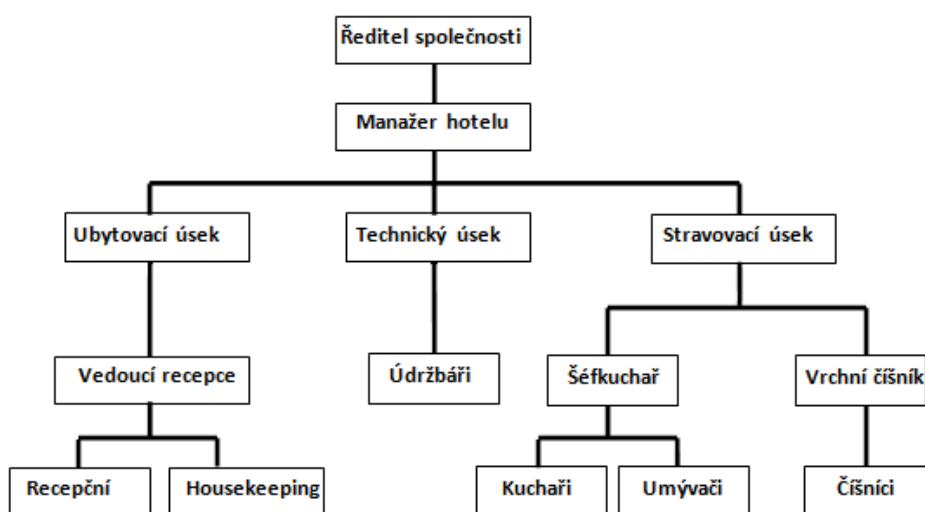 Ředitel společnosti
Manažer hotelu
Ubytovací úsek
Technický úsek
Stravovací úsek
Vedoucí recepce
Údržbáři
Šéfkuchař
Vrchní číšník
Recepční
Housekeeping
Kuchaři
Umývači
Číšníci